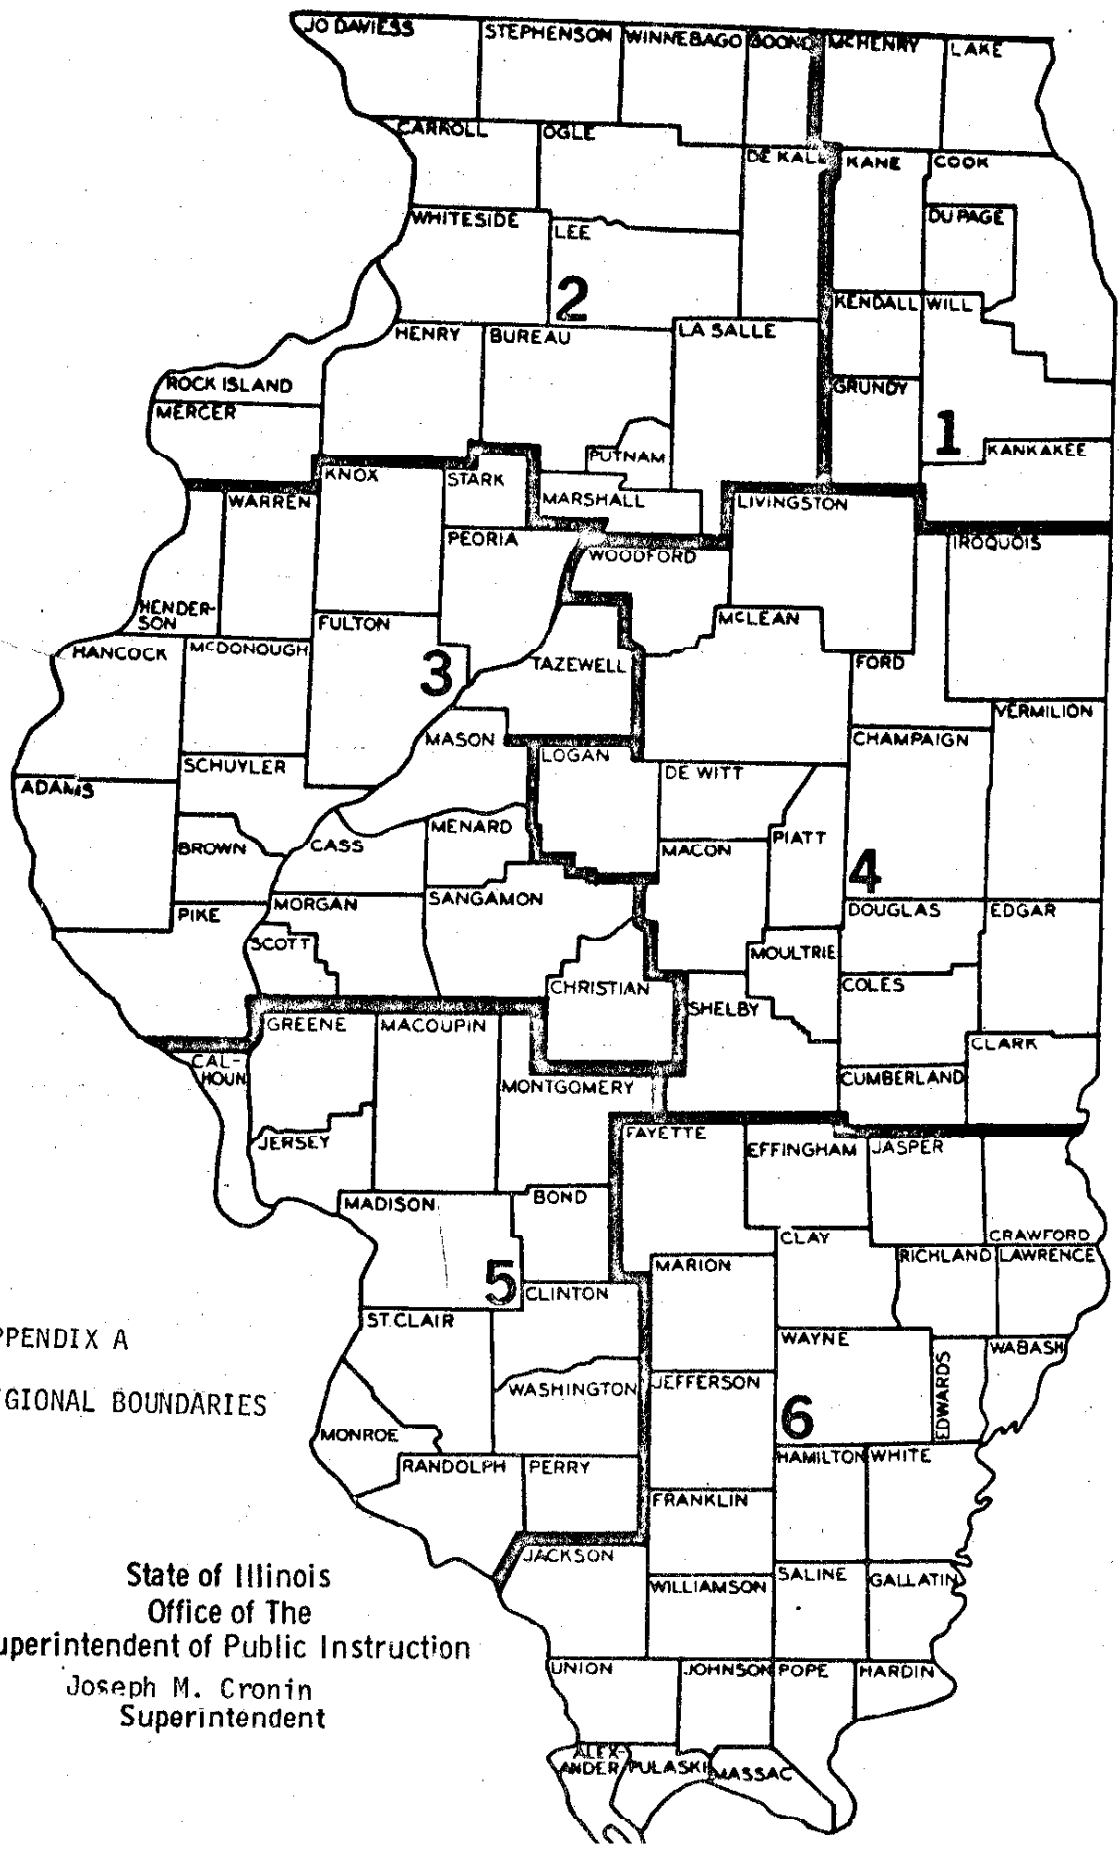 JO DAVIESS STEPHENSON WINNEBAGO BOONE MCHENRY LAKE
CARROLL OGLE DE KALB KANE COOK
WHITESIDE LEE DU PAGE
2
HENRY BUREAU LA SALLE KENDALL WILL
ROCK ISLAND GRUNDY
MERCER 1
PUTNAM KANKAKEE
KNOX STARK
WARREN MARSHALL LIVINGSTON
PEORIA WOODFORD IROQUOIS
HENDER-
SON
FULTON MCLEAN
HANCOCK MCDONOUGH 3 TAZEWELL FORD
VERMILION
MASON LOGAN CHAMPAIGN
SCHUYLER DE WITT
ADAMS
MENARD
BROWN CASS MACON PIATT
4
PIKE MORGAN SANGAMON DOUGLAS EDGAR
SCOTT MOULTRIE
CHRISTIAN SHELBY COLES
GREENE MACOUPIN CLARK
CAL-
HOUN
MONTGOMERY CUMBERLAND
JERSEY FAYETTE EFFINGHAM JASPER
MADISON BOND
CLAY CRAWFORD
MARION RICHLAND LAWRENCE
5
CLINTON
ST.CLAIR WAYNE WABASH
EDWARDS
WASHINGTON JEFFERSON
6
MONROE
RANDOLPH PERRY HAMILTON WHITE
FRANKLIN
JACKSON
WILLIAMSON SALINE GALLATIN
UNION JOHNSON POPE HARDIN
ALEX-
ANDER
PULASKI MASSAC
PPENDIX A
GIONAL BOUNDARIES
State of Illinois
Office of The
uperintendent of Public Instruction
Joseph M. Cronin
Superintendent